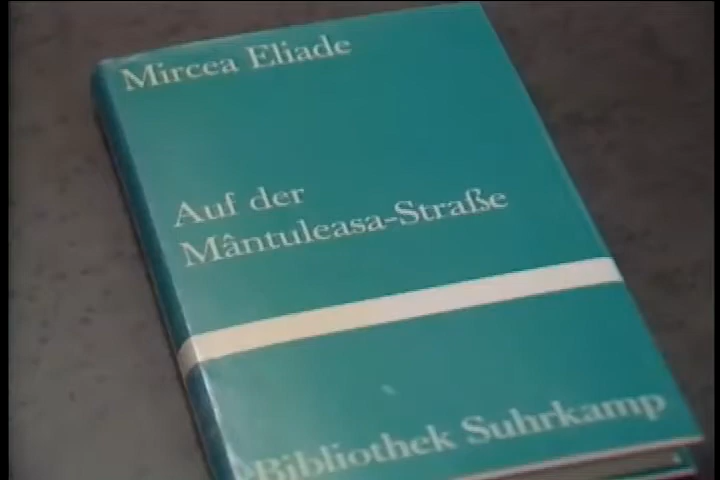 Mircea Eliade
Auf der
Mântuleasa-Straße
Bibliothek Suhrkamp